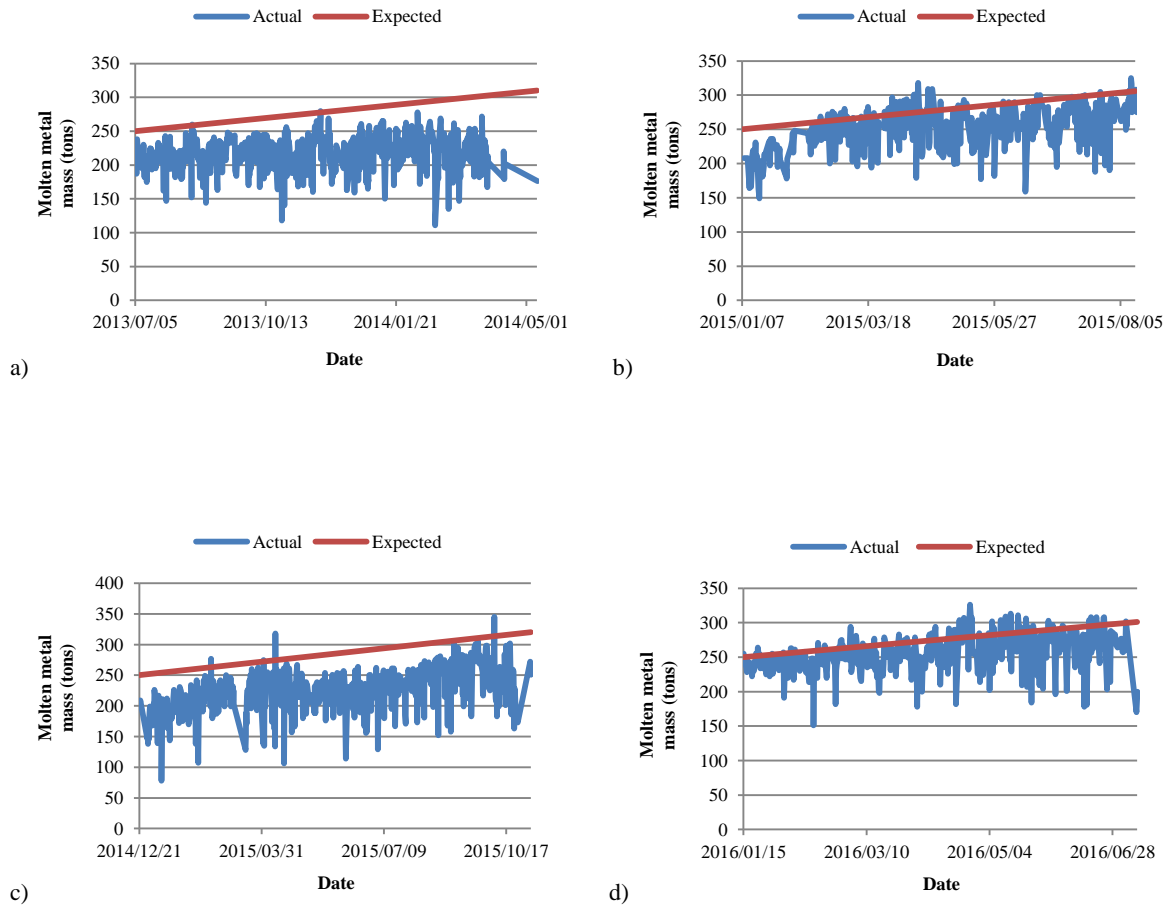 Actual Expected
Molten metal
mass (tons)
350
300
250
200
150
100
50
0
2013/07/05 2013/10/13 2014/01/21 2014/05/01
Date
a)
Actual Expected
Molten metal
mass (tons)
350
300
250
200
150
100
50
0
2015/01/07 2015/03/18 2015/05/27 2015/08/05
Date
b)
Actual Expected
Molten metal
mass (tons)
400
350
300
250
200
150
100
50
0
2014/12/21 2015/03/31 2015/07/09 2015/10/17
Date
c)
Actual Expected
Molten metal
mass (tons)
350
300
250
200
150
100
50
0
2016/01/15 2016/03/10 2016/05/04 2016/06/28
Date
d)